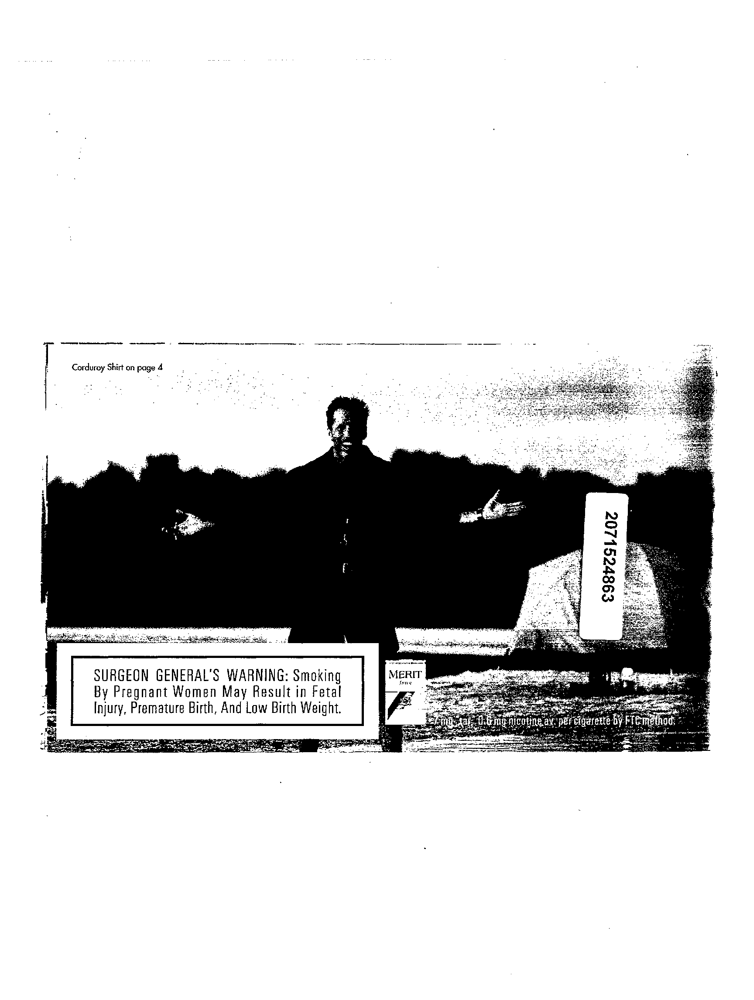 Corduroy Shirt on page 4
2071524863
SURGEON GENERAL'S WARNING: Smoking
By Pregnant Women May Result in Fetal
Injury, Premature Birth, And Low Birth Weight.
MERIT
mg "tar," 0.6 mg nicotine av. per cigarette by FTC method.